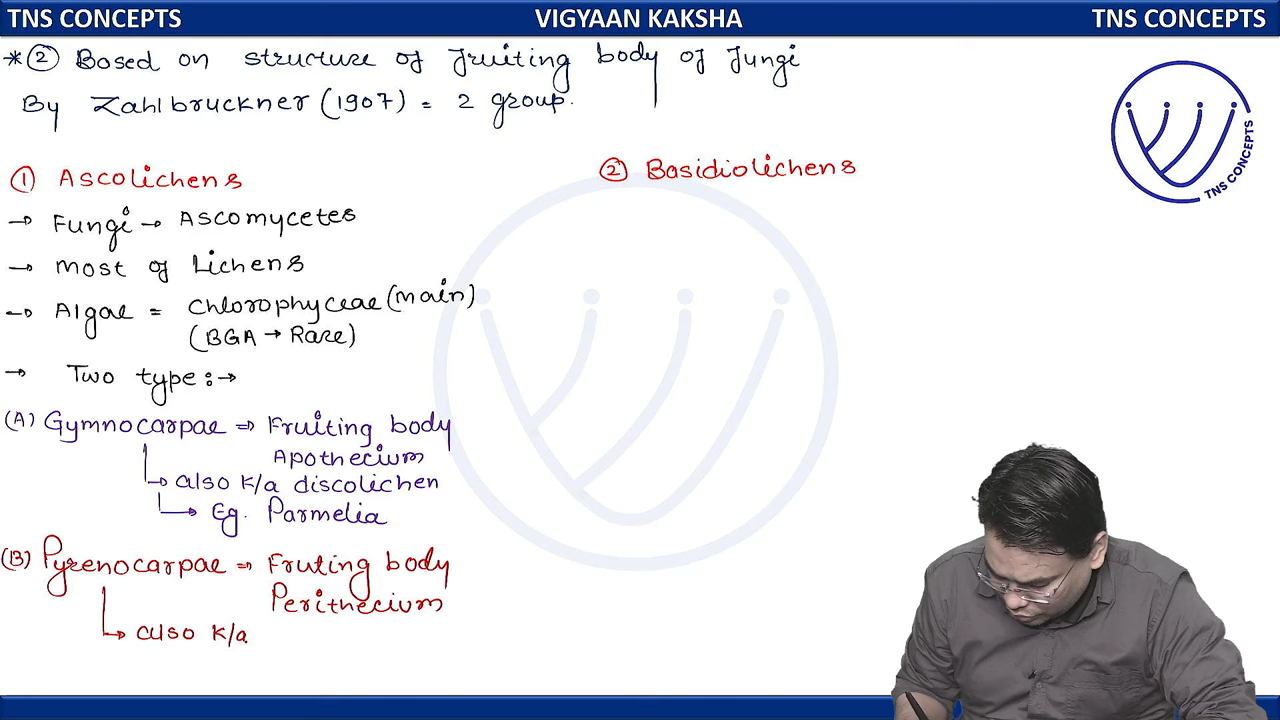 TNS CONCEPTS VIGYAAN KAKSHA TNS CONCEPTS
*② Based on structure of fruiting body of fungi
By Zahlbruckner (1907) = 2 group.
TNS CONCEPTS
① Ascolichens
→ Fungi → Ascomycetes
→ most of Lichens
→ Algae = Chlorophyceae (main)
(BGA → Rare)
→ Two type:→
(A) Gymnocarpae ⇒ Fruiting body
Apothecium
↳ also k/a discolichen
↳ Eg. Parmelia
(B) Pyrenocarpae ⇒ Fruting body
Perithecium
↳ also k/a
② Basidiolichens